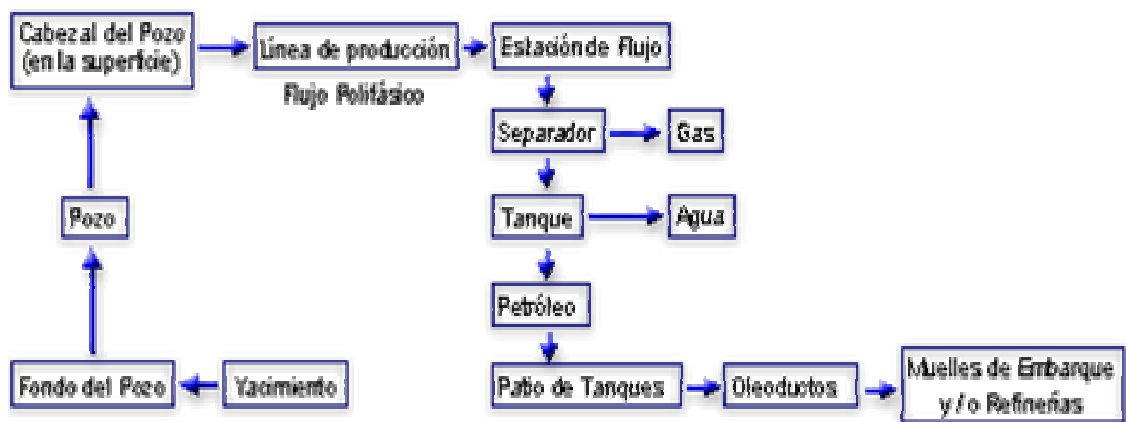 Cabezal del Pozo
(en la superficie)
Línea de producción
Flujo Polifásico
Estación de Flujo
Separador
Gas
Tanque
Agua
Pozo
Petróleo
Fondo del Pozo
Yacimiento
Patio de Tanques
Oleoductos
Muelles de Embarque
y / o Refinerías